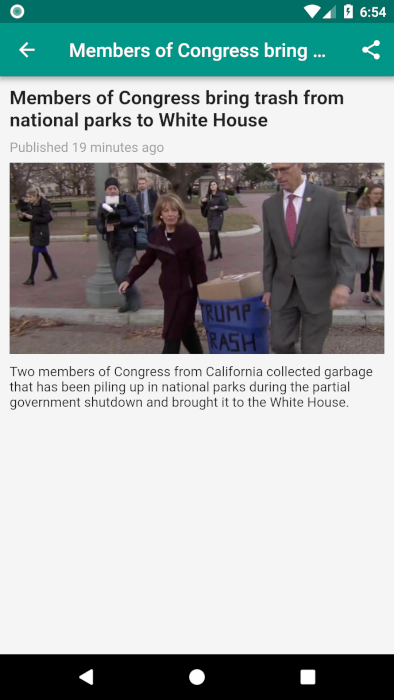 6:54
Members of Congress bring ...
Members of Congress bring trash from
national parks to White House
Published 19 minutes ago
TRUMP
TRASH
Two members of Congress from California collected garbage
that has been piling up in national parks during the partial
government shutdown and brought it to the White House.